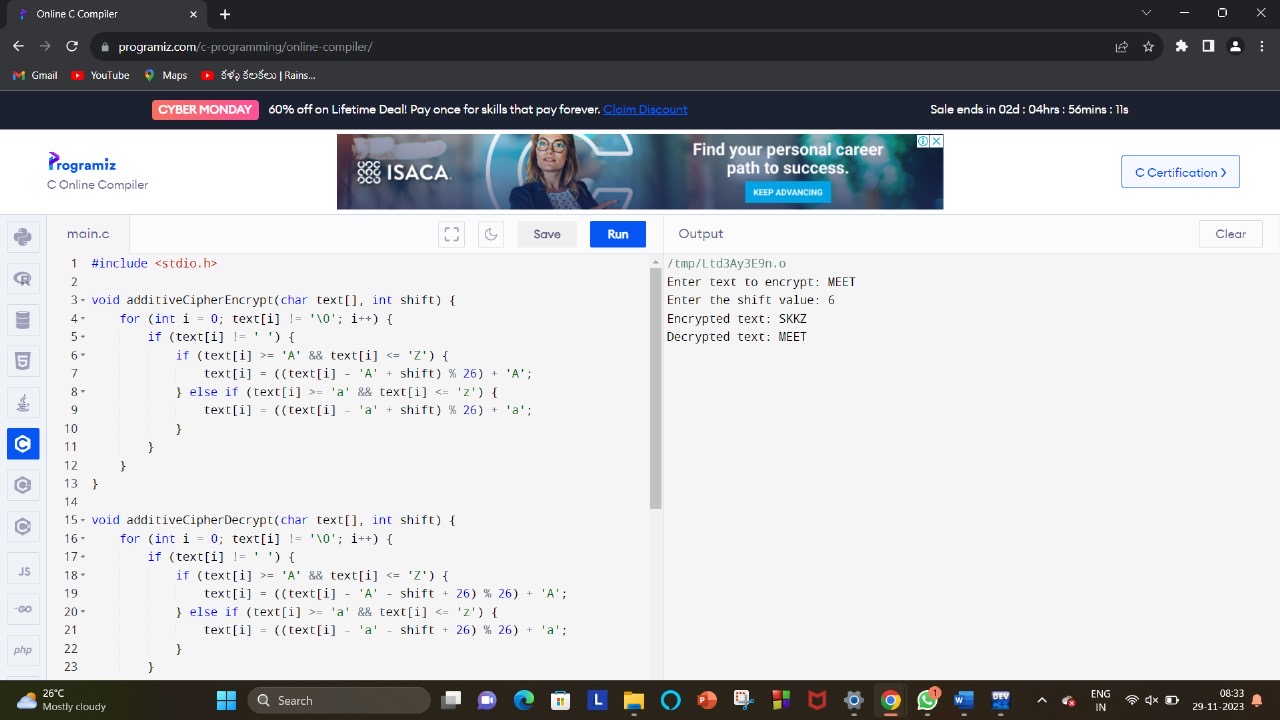 Online C Compiler
programiz.com/c-programming/online-compiler/
Gmail YouTube Maps | Rains...
CYBER MONDAY 60% off on Lifetime Deal! Pay once for skills that pay forever. Claim Discount Sale ends in 02d : 04hrs : 56mins : 11s
Programiz
C Online Compiler
ISACA.
Find your personal career
path to success.
KEEP ADVANCING
C Certification >
main.c Save Run Output Clear
1 #include <stdio.h>
2
3 void additiveCipherEncrypt(char text[], int shift) {
4 for (int i = 0; text[i] != '\0'; i++) {
5 if (text[i] != ' ') {
6 if (text[i] >= 'A' && text[i] <= 'Z') {
7 text[i] = ((text[i] - 'A' + shift) % 26) + 'A';
8 } else if (text[i] >= 'a' && text[i] <= 'z') {
9 text[i] = ((text[i] - 'a' + shift) % 26) + 'a';
10 }
11 }
12 }
13 }
14
15 void additiveCipherDecrypt(char text[], int shift) {
16 for (int i = 0; text[i] != '\0'; i++) {
17 if (text[i] != ' ') {
18 if (text[i] >= 'A' && text[i] <= 'Z') {
19 text[i] = ((text[i] - 'A' - shift + 26) % 26) + 'A';
20 } else if (text[i] >= 'a' && text[i] <= 'z') {
21 text[i] = ((text[i] - 'a' - shift + 26) % 26) + 'a';
22 }
23 }
/tmp/Ltd3Ay3E9n.o
Enter text to encrypt: MEET
Enter the shift value: 6
Encrypted text: SKKZ
Decrypted text: MEET
JS
GO
php
26°C
Mostly cloudy
Search
L
DEV
1
ENG
IN
08:33
29-11-2023